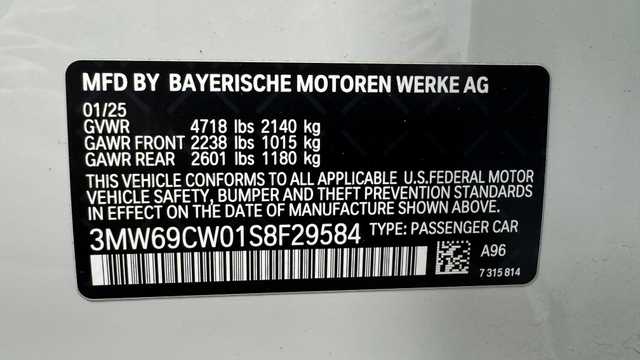 MFD BY BAYERISCHE MOTOREN WERKE AG
01/25
GVWR 4718 lbs 2140 kg
GAWR FRONT 2238 lbs 1015 kg
GAWR REAR 2601 lbs 1180 kg
THIS VEHICLE CONFORMS TO ALL APPLICABLE U.S.FEDERAL MOTOR
VEHICLE SAFETY, BUMPER AND THEFT PREVENTION STANDARDS
IN EFFECT ON THE DATE OF MANUFACTURE SHOWN ABOVE.
3MW69CW01S8F29584 TYPE: PASSENGER CAR
A96
7 315 814